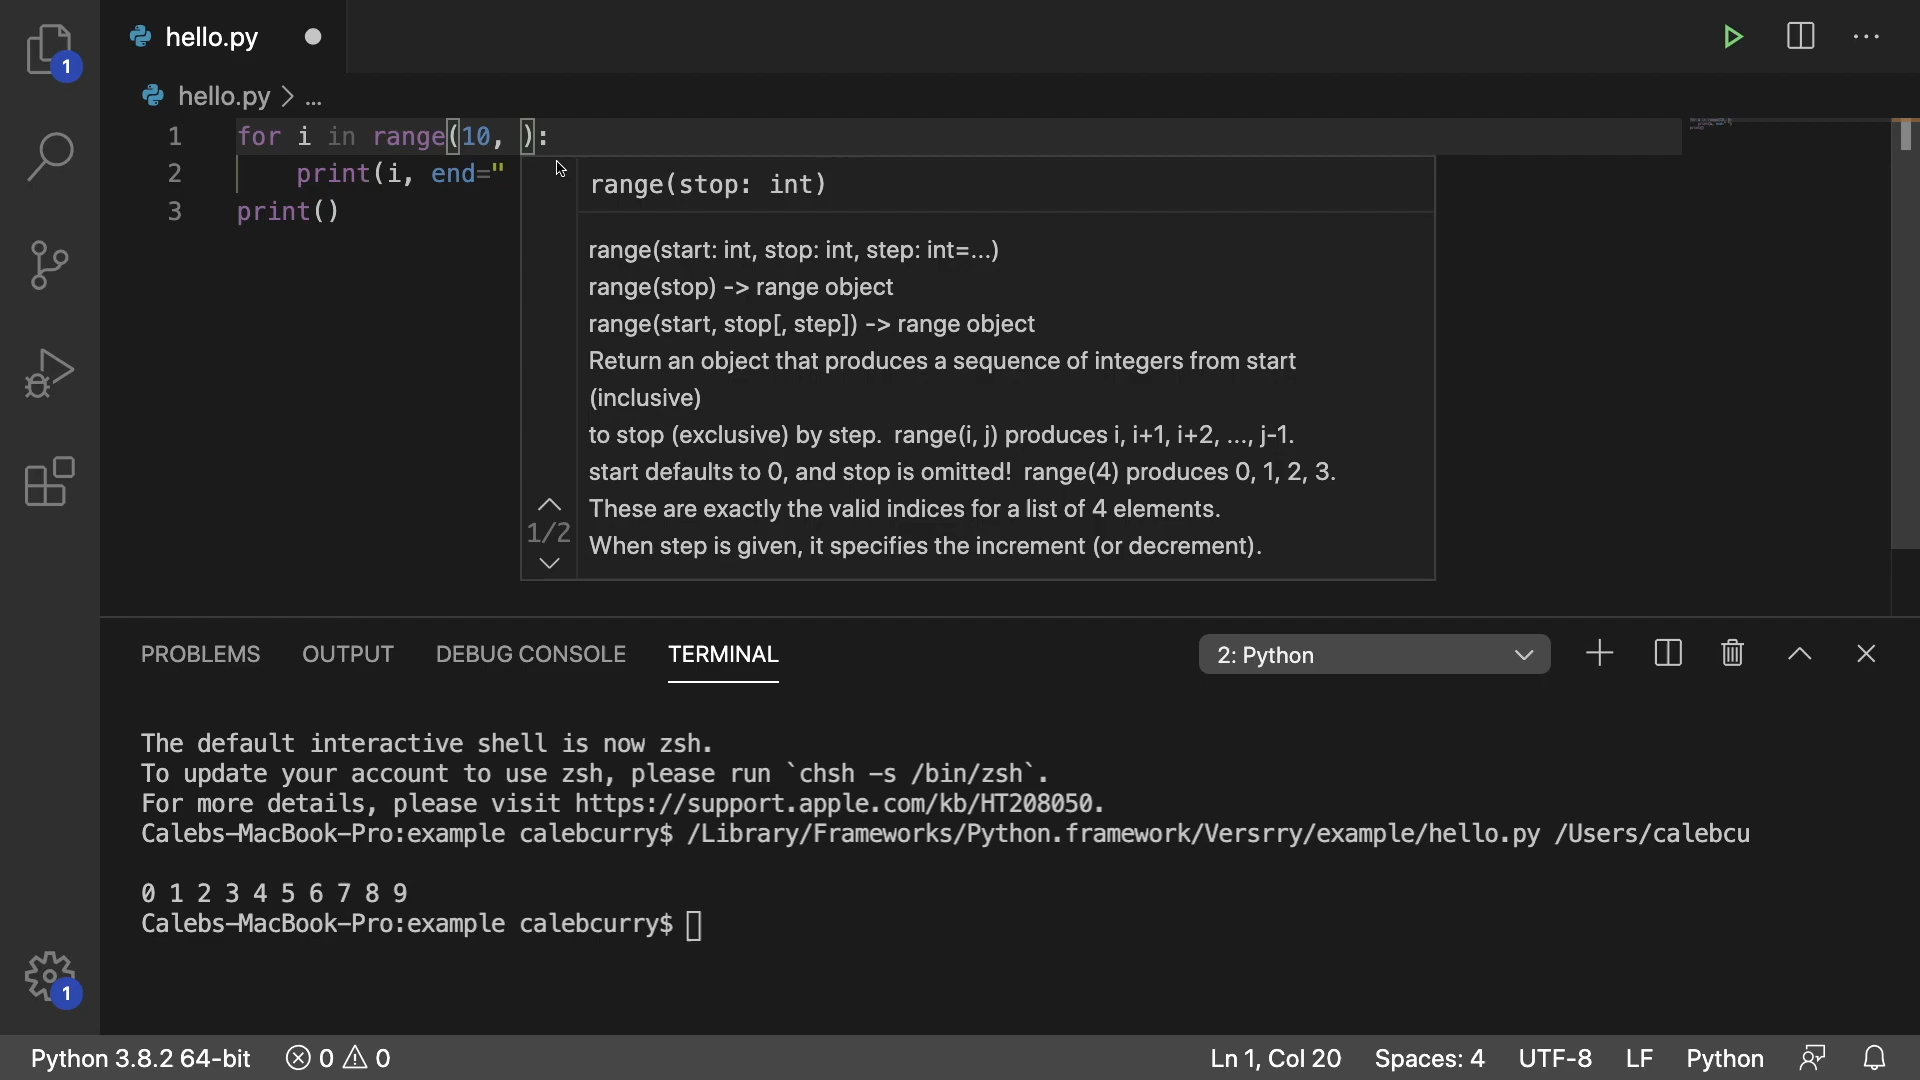 1
hello.py
hello.py > ...
1 for i in range(10, ):
2 print(i, end="
3 print()
range(stop: int)
range(start: int, stop: int, step: int=...)
range(stop) -> range object
range(start, stop[, step]) -> range object
Return an object that produces a sequence of integers from start
(inclusive)
to stop (exclusive) by step. range(i, j) produces i, i+1, i+2, ..., j-1.
start defaults to 0, and stop is omitted! range(4) produces 0, 1, 2, 3.
These are exactly the valid indices for a list of 4 elements.
When step is given, it specifies the increment (or decrement).
1/2
PROBLEMS OUTPUT DEBUG CONSOLE TERMINAL 2: Python
The default interactive shell is now zsh.
To update your account to use zsh, please run `chsh -s /bin/zsh`.
For more details, please visit https://support.apple.com/kb/HT208050.
Calebs-MacBook-Pro:example calebcurry$ /Library/Frameworks/Python.framework/Versrry/example/hello.py /Users/calebcu
0 1 2 3 4 5 6 7 8 9
Calebs-MacBook-Pro:example calebcurry$
1
Python 3.8.2 64-bit 0 0 Ln 1, Col 20 Spaces: 4 UTF-8 LF Python